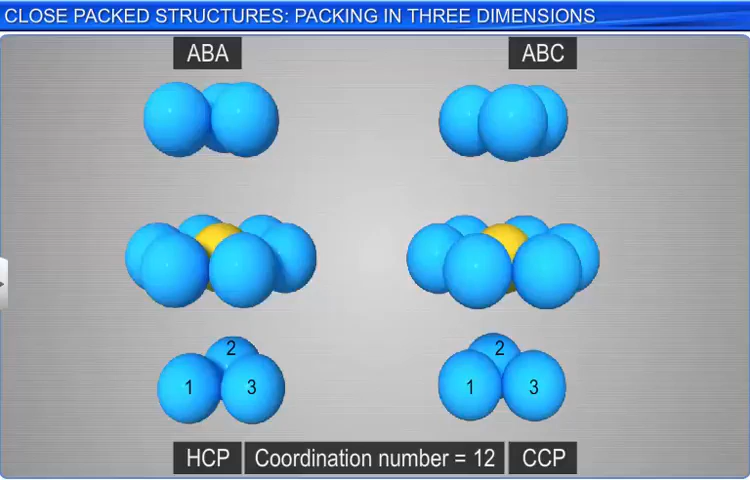 CLOSE PACKED STRUCTURES: PACKING IN THREE DIMENSIONS
ABA ABC
2 2
1 3 1 3
HCP Coordination number = 12 CCP